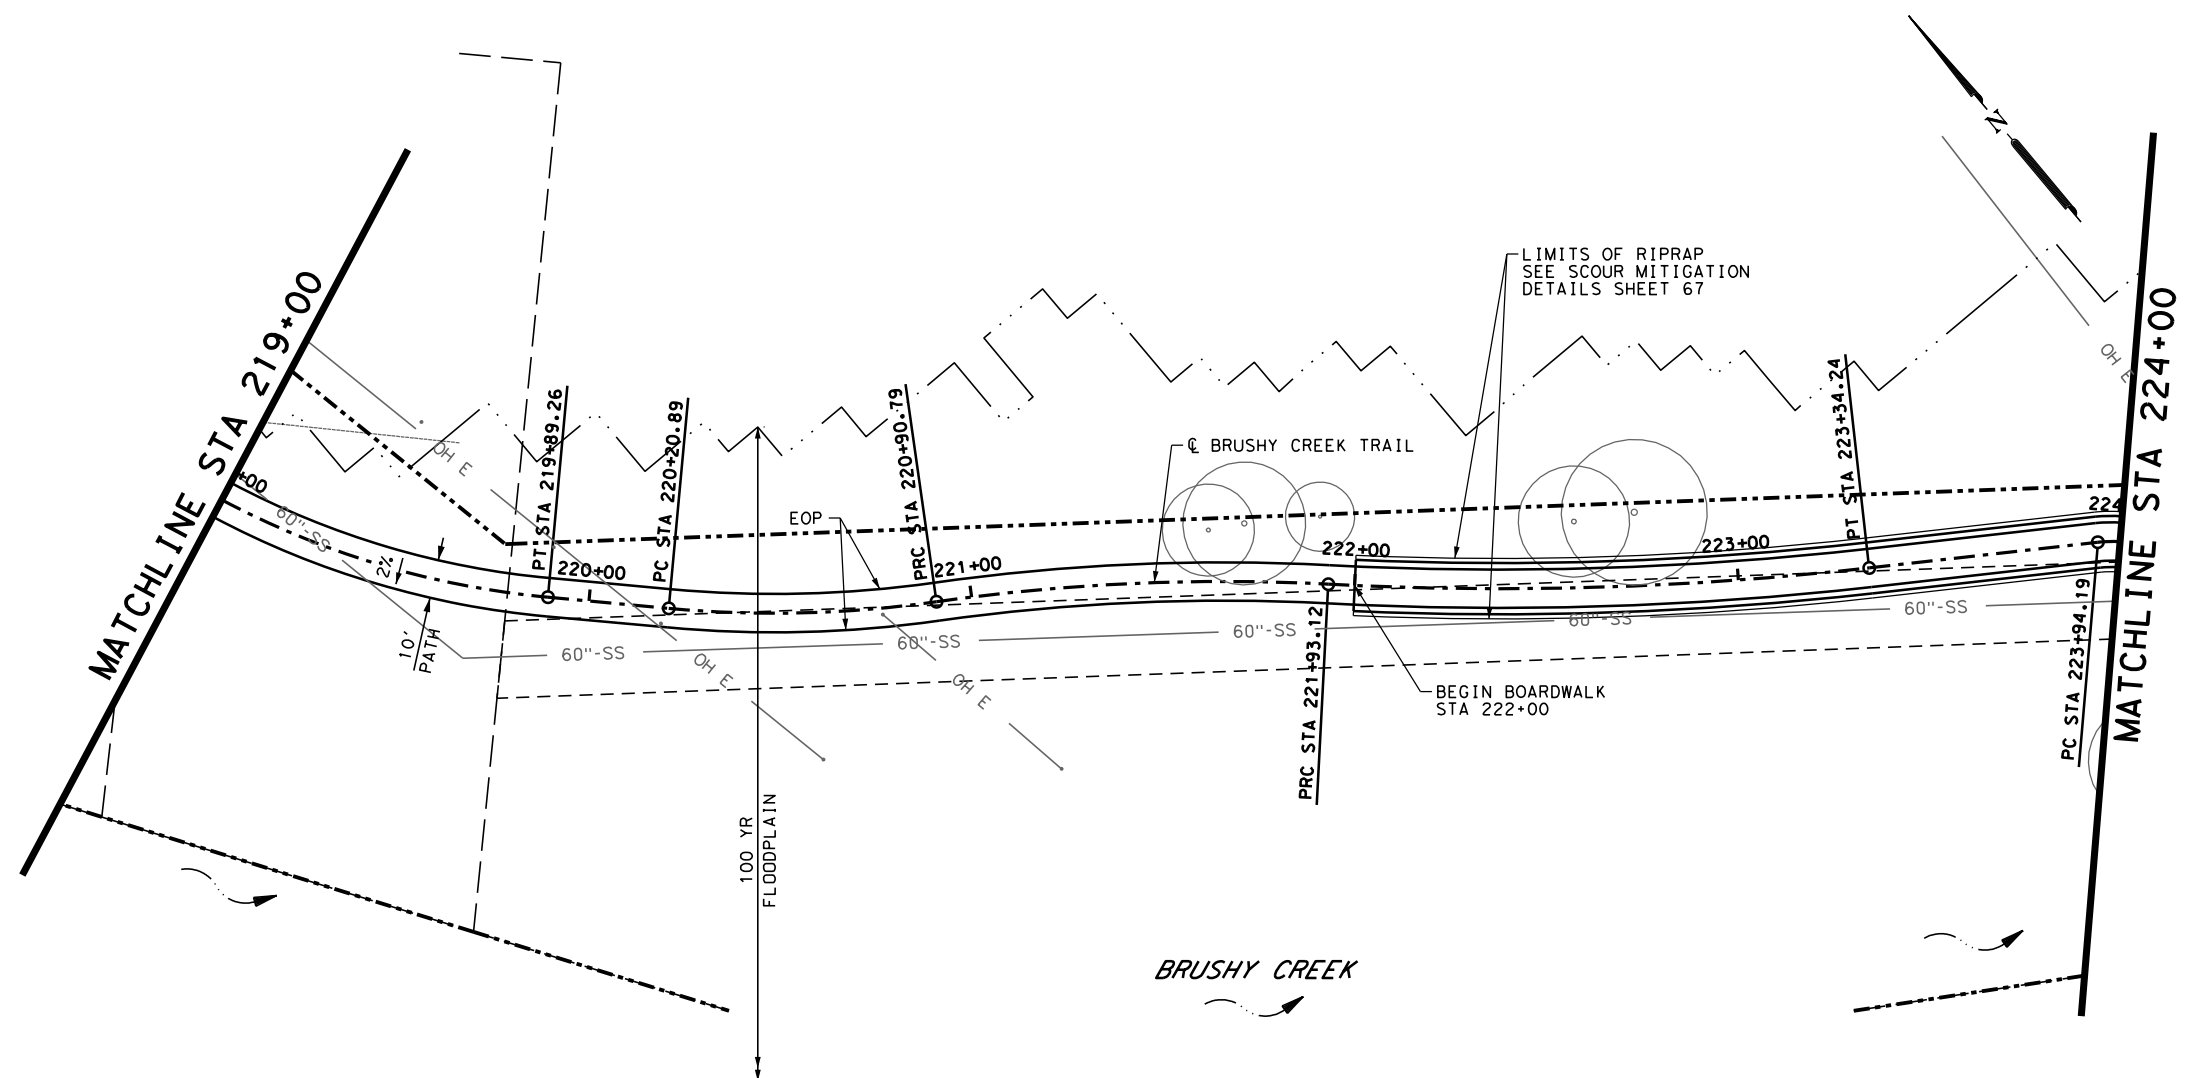 MATCHLINE STA 219+00
+00
OH E
60"-SS
2%
10'
PATH
PT STA 219+89.26
220+00
PC STA 220+20.89
EOP
PRC STA 220+90.79
221+00
60"-SS
OH E
60"-SS
OH E
100 YR
FLOODPLAIN
℄ BRUSHY CREEK TRAIL
LIMITS OF RIPRAP
SEE SCOUR MITIGATION
DETAILS SHEET 67
222+00
60"-SS
PRC STA 221+93.12
BEGIN BOARDWALK
STA 222+00
60"-SS
223+00
PT STA 223+34.24
60"-SS
224
PC STA 223+94.19
N
OH E
MATCHLINE STA 224+00
BRUSHY CREEK